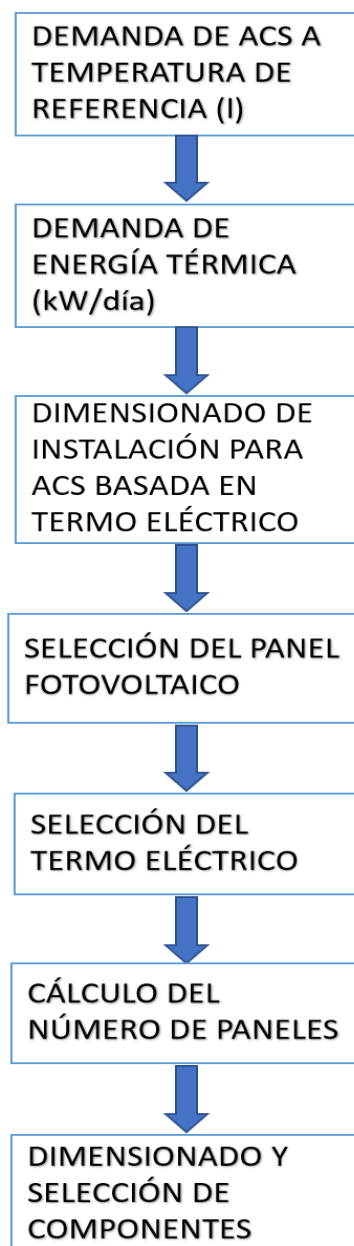 DEMANDA DE ACS A
TEMPERATURA DE
REFERENCIA (l)
DEMANDA DE
ENERGÍA TÉRMICA
(kW/día)
DIMENSIONADO DE
INSTALACIÓN PARA
ACS BASADA EN
TERMO ELÉCTRICO
SELECCIÓN DEL PANEL
FOTOVOLTAICO
SELECCIÓN DEL
TERMO ELÉCTRICO
CÁLCULO DEL
NÚMERO DE PANELES
DIMENSIONADO Y
SELECCIÓN DE
COMPONENTES